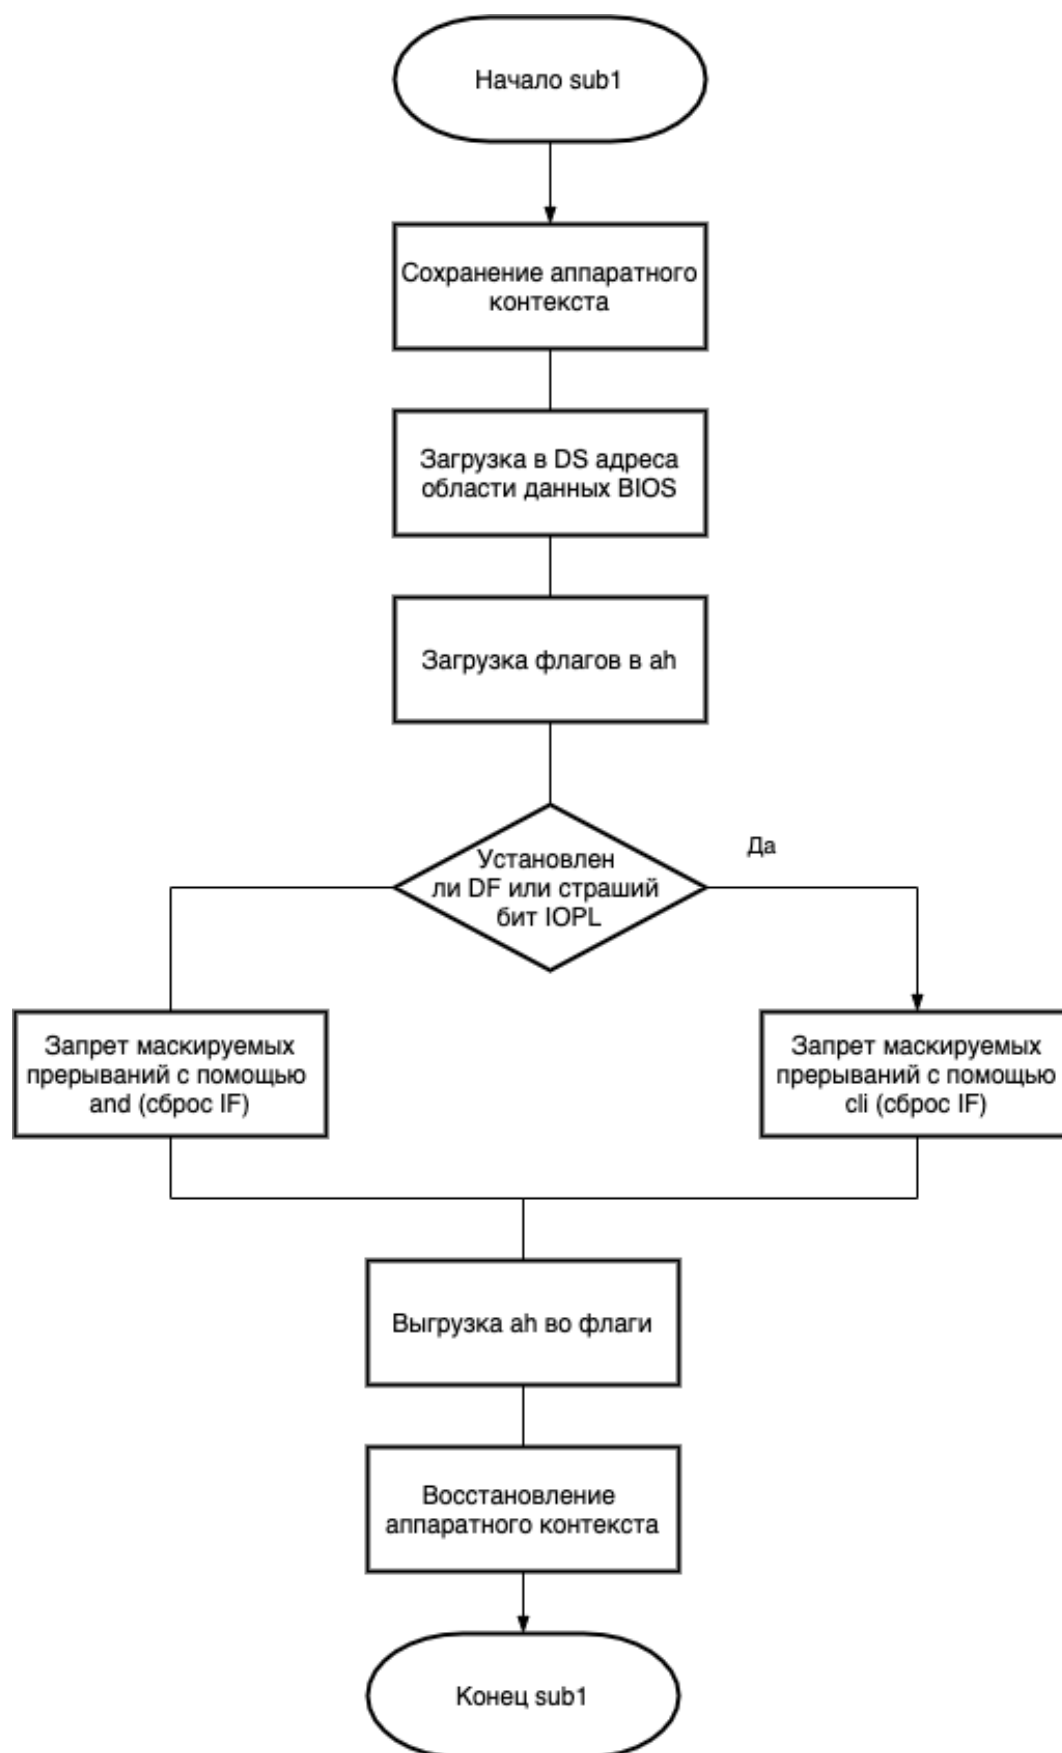 Начало sub1
Сохранение аппаратного
контекста
Загрузка в DS адреса
области данных BIOS
Загрузка флагов в ah
Установлен
ли DF или страший
бит IOPL
Да
Запрет маскируемых
прерываний с помощью
and (сброс IF)
Запрет маскируемых
прерываний с помощью
cli (сброс IF)
Выгрузка ah во флаги
Восстановление
аппаратного контекста
Конец sub1